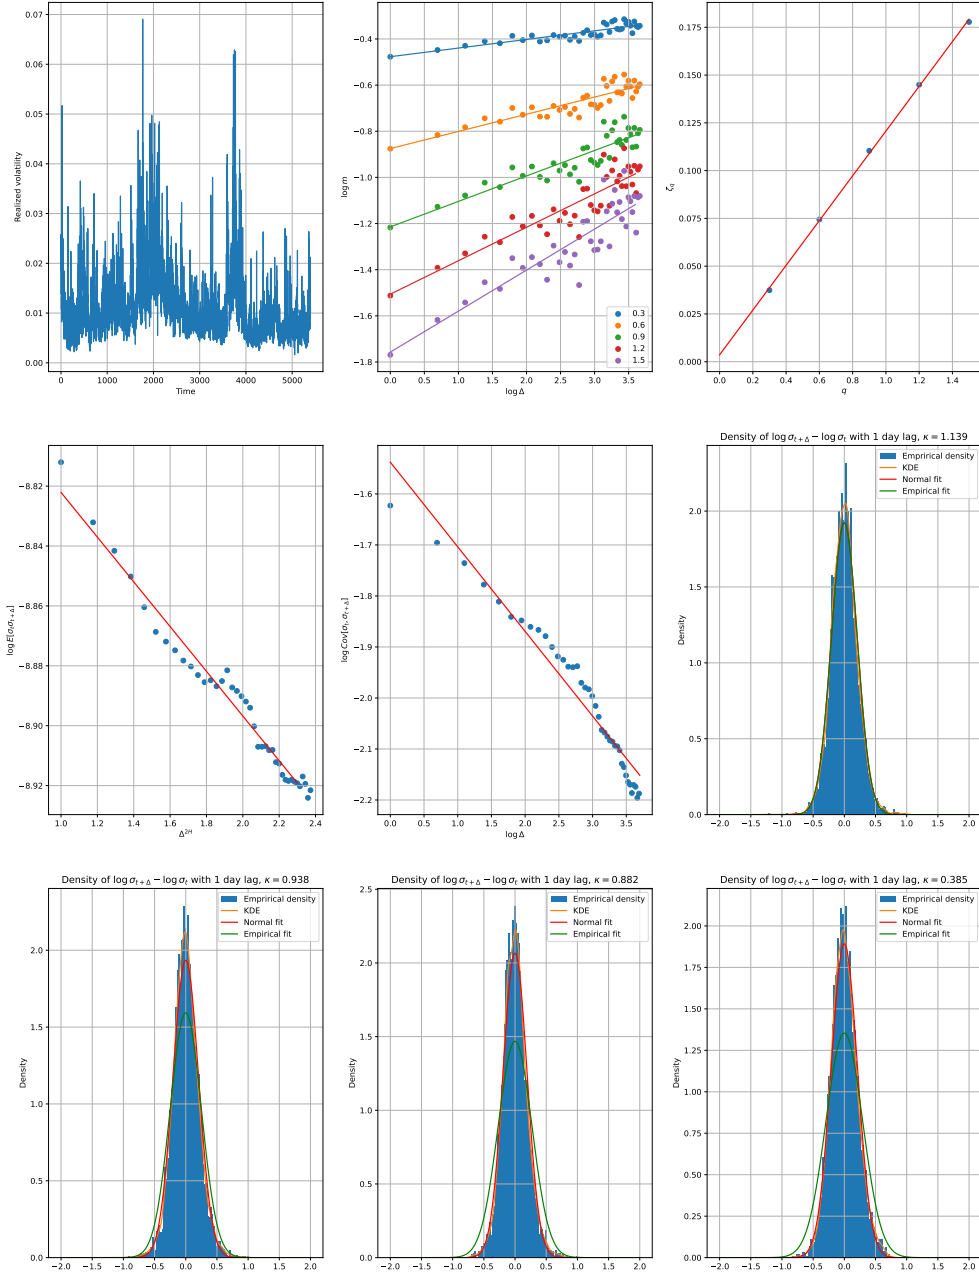 0.07
0.06
0.05
0.04
0.03
0.02
0.01
0.00
Realized volatility
0 1000 2000 3000 4000 5000
Time
−0.4
−0.6
−0.8
−1.0
−1.2
−1.4
−1.6
−1.8
log m
0.3
0.6
0.9
1.2
1.5
0.0 0.5 1.0 1.5 2.0 2.5 3.0 3.5
log Δ
0.175
0.150
0.125
0.100
0.075
0.050
0.025
0.000
ζq
0.0 0.2 0.4 0.6 0.8 1.0 1.2 1.4
q
−8.82
−8.84
−8.86
−8.88
−8.90
−8.92
log E[σtσt+Δ]
1.0 1.2 1.4 1.6 1.8 2.0 2.2 2.4
Δ2H
−1.6
−1.7
−1.8
−1.9
−2.0
−2.1
−2.2
log Cov[σt, σt+Δ]
0.0 0.5 1.0 1.5 2.0 2.5 3.0 3.5
log Δ
Density of log σt+Δ − log σt with 1 day lag, κ = 1.139
Emprirical density
KDE
Normal fit
Empirical fit
2.0
1.5
1.0
0.5
0.0
Density
−2.0 −1.5 −1.0 −0.5 0.0 0.5 1.0 1.5 2.0
Density of log σt+Δ − log σt with 1 day lag, κ = 0.938
Emprirical density
KDE
Normal fit
Empirical fit
2.0
1.5
1.0
0.5
0.0
Density
−2.0 −1.5 −1.0 −0.5 0.0 0.5 1.0 1.5 2.0
Density of log σt+Δ − log σt with 1 day lag, κ = 0.882
Emprirical density
KDE
Normal fit
Empirical fit
2.5
2.0
1.5
1.0
0.5
0.0
Density
−2.0 −1.5 −1.0 −0.5 0.0 0.5 1.0 1.5 2.0
Density of log σt+Δ − log σt with 1 day lag, κ = 0.385
Emprirical density
KDE
Normal fit
Empirical fit
2.00
1.75
1.50
1.25
1.00
0.75
0.50
0.25
0.00
Density
−2.0 −1.5 −1.0 −0.5 0.0 0.5 1.0 1.5 2.0